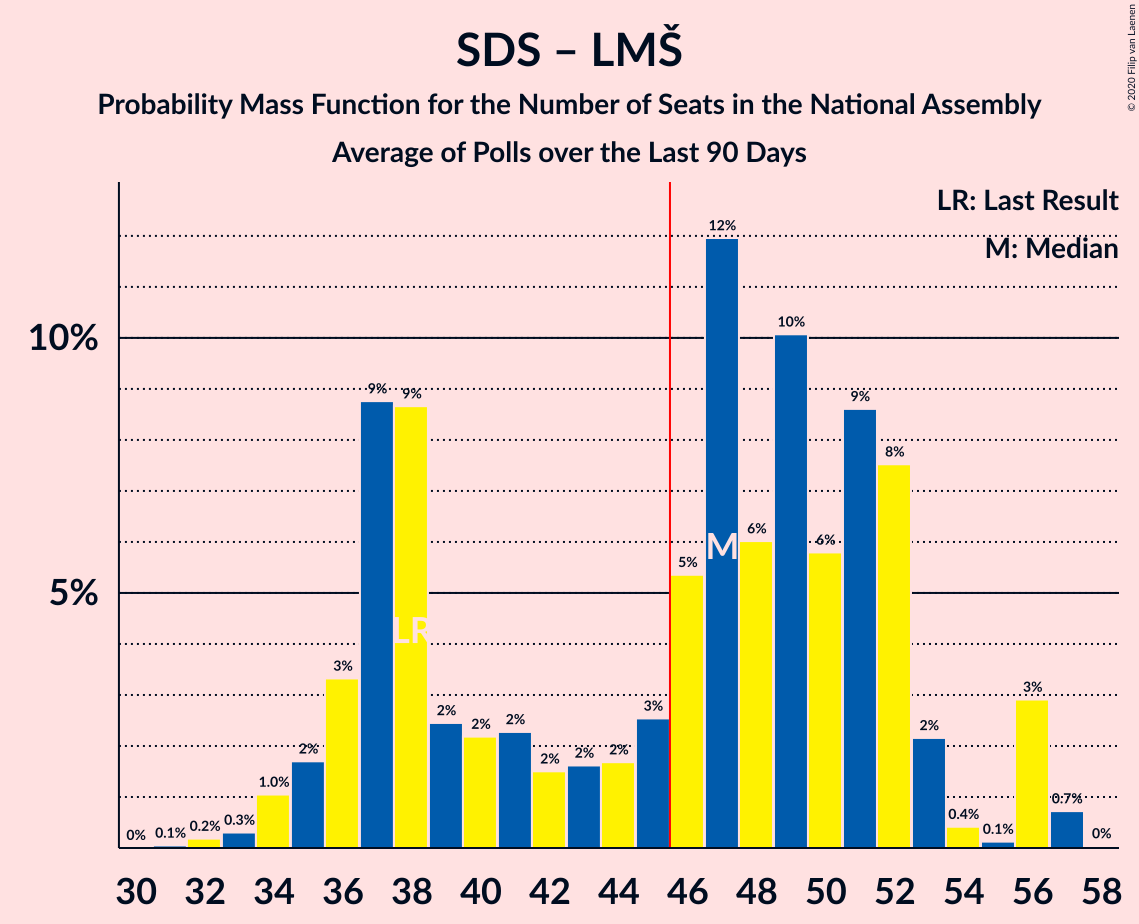 SDS – LMŠ
Probability Mass Function for the Number of Seats in the National Assembly
Average of Polls over the Last 90 Days
© 2020 Filip van Laenen
LR: Last Result
M: Median
10%
5%
0% 0.1% 0.2% 0.3% 1.0% 2% 3% 9% 9% 2% 2% 2% 2% 2% 2% 3% 5% 12% 6% 10% 6% 9% 8% 2% 0.4% 0.1% 3% 0.7% 0%
M
LR
30 32 34 36 38 40 42 44 46 48 50 52 54 56 58